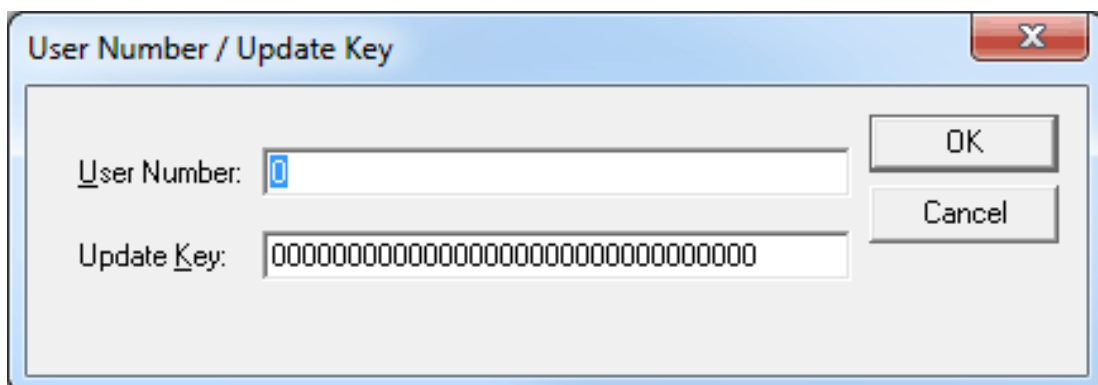 User Number / Update Key
User Number: 0
OK
Cancel
Update Key: 00000000000000000000000000000000